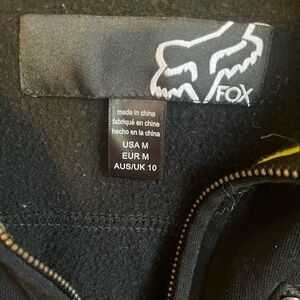 FOX
made in china
fabriqué en chine
hecho en la china
USA M
EUR M
AUS/UK 10